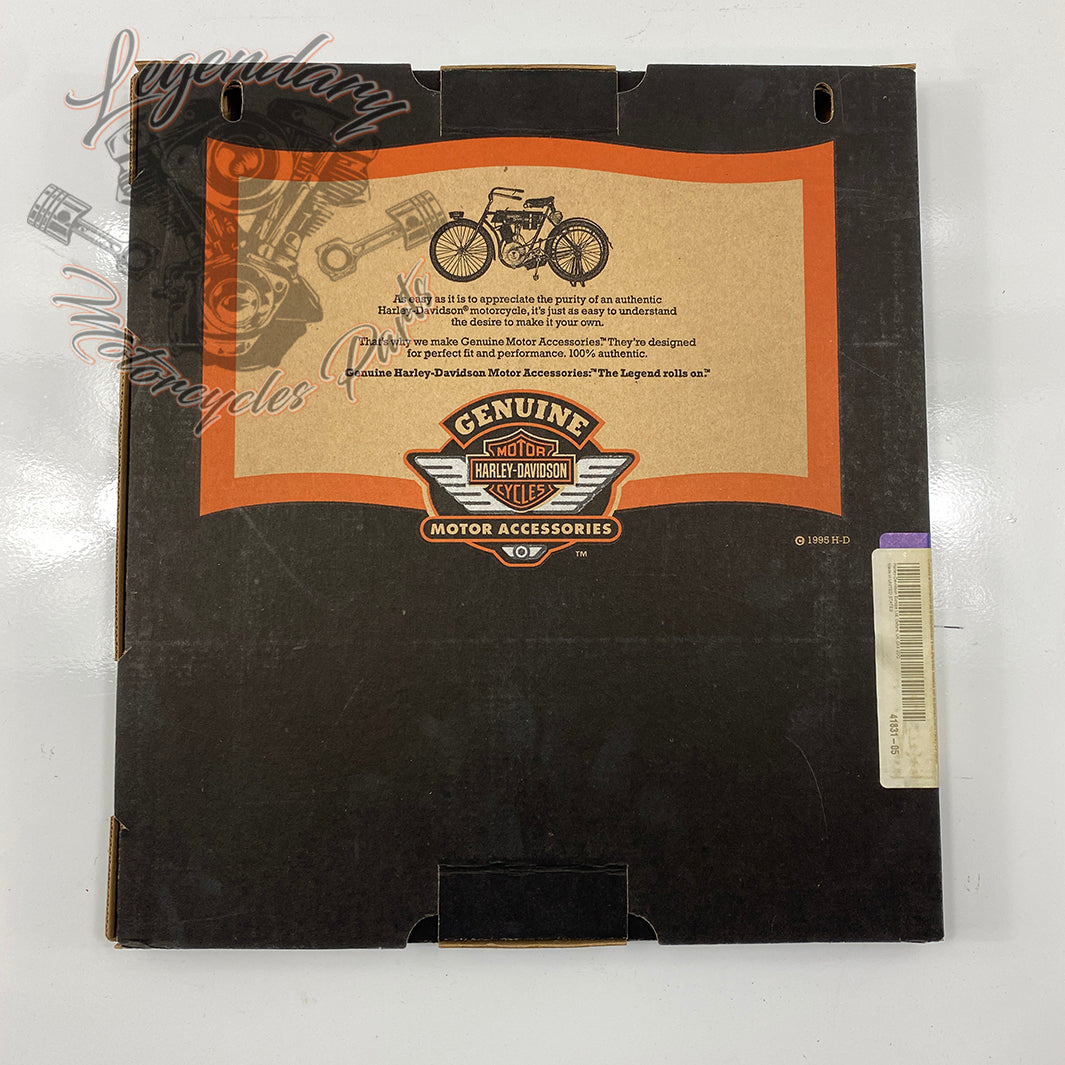 Legendary
Motorcycles Parts
As easy as it is to appreciate the purity of an authentic
Harley-Davidson® motorcycle, it's just as easy to understand
the desire to make it your own.
That's why we make Genuine Motor Accessories.™ They're designed
for perfect fit and performance. 100% authentic.
Genuine Harley-Davidson Motor Accessories:™ The Legend rolls on.™
GENUINE
MOTOR
HARLEY-DAVIDSON
CYCLES
MOTOR ACCESSORIES
TM
© 1995 H-D
41831-05